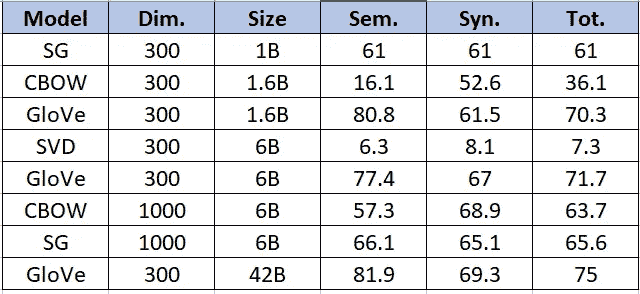 Model Dim. Size Sem. Syn. Tot.
SG 300 1B 61 61 61
CBOW 300 1.6B 16.1 52.6 36.1
GloVe 300 1.6B 80.8 61.5 70.3
SVD 300 6B 6.3 8.1 7.3
GloVe 300 6B 77.4 67 71.7
CBOW 1000 6B 57.3 68.9 63.7
SG 1000 6B 66.1 65.1 65.6
GloVe 300 42B 81.9 69.3 75